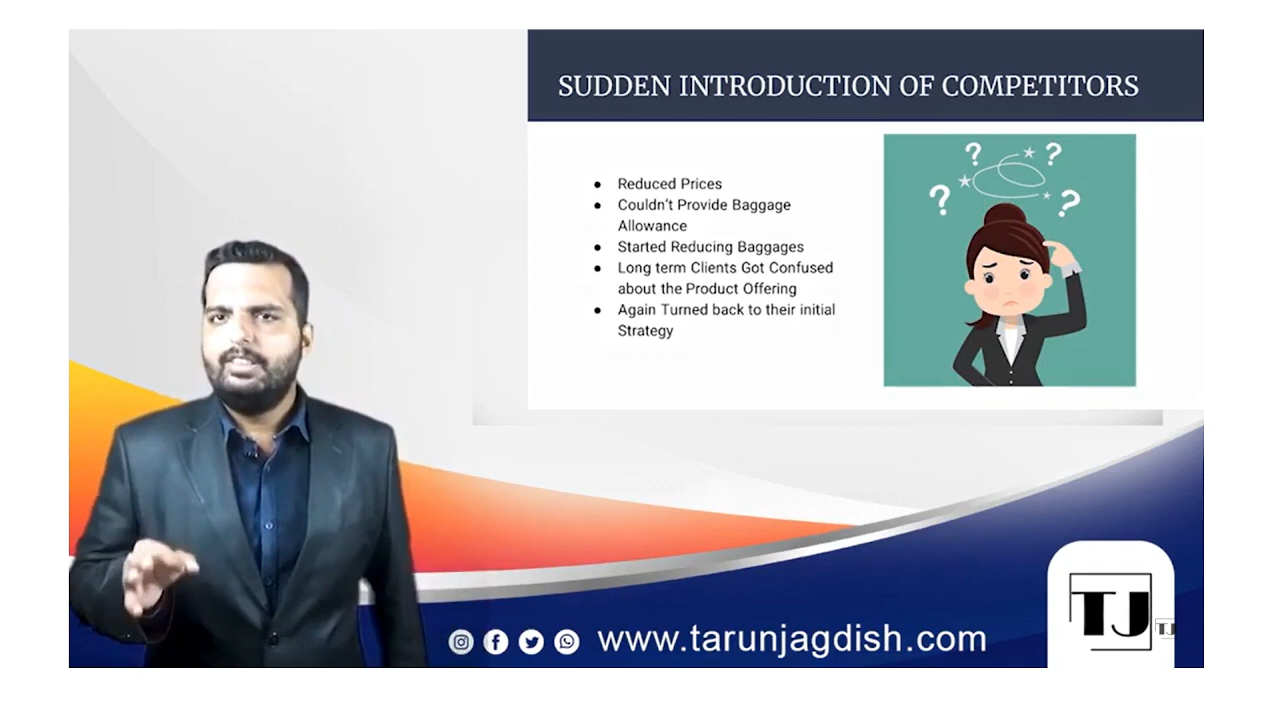 SUDDEN INTRODUCTION OF COMPETITORS
● Reduced Prices
● Couldn't Provide Baggage
Allowance
● Started Reducing Baggages
● Long term Clients Got Confused
about the Product Offering
● Again Turned back to their initial
Strategy
? ? ? ?
www.tarunjagdish.com
TJ
TJ